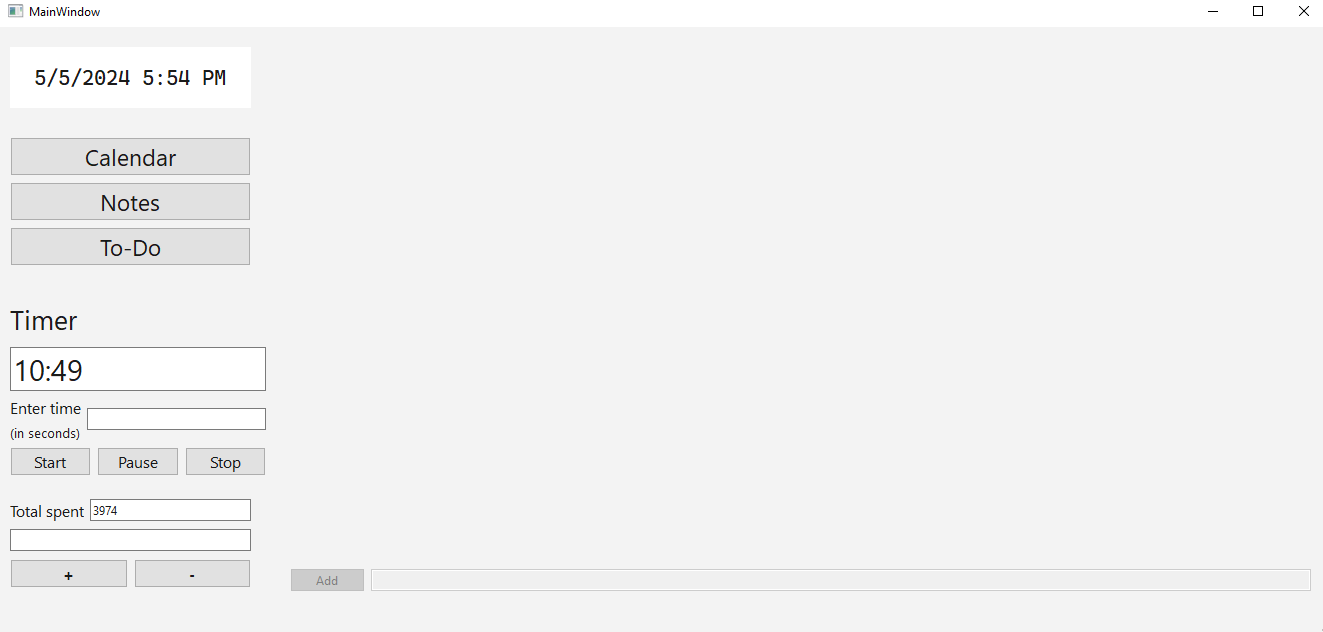 MainWindow
5/5/2024 5:54 PM
Calendar
Notes
To-Do
Timer
10:49
Enter time
(in seconds)
Start Pause Stop
Total spent 3974
+ -
Add